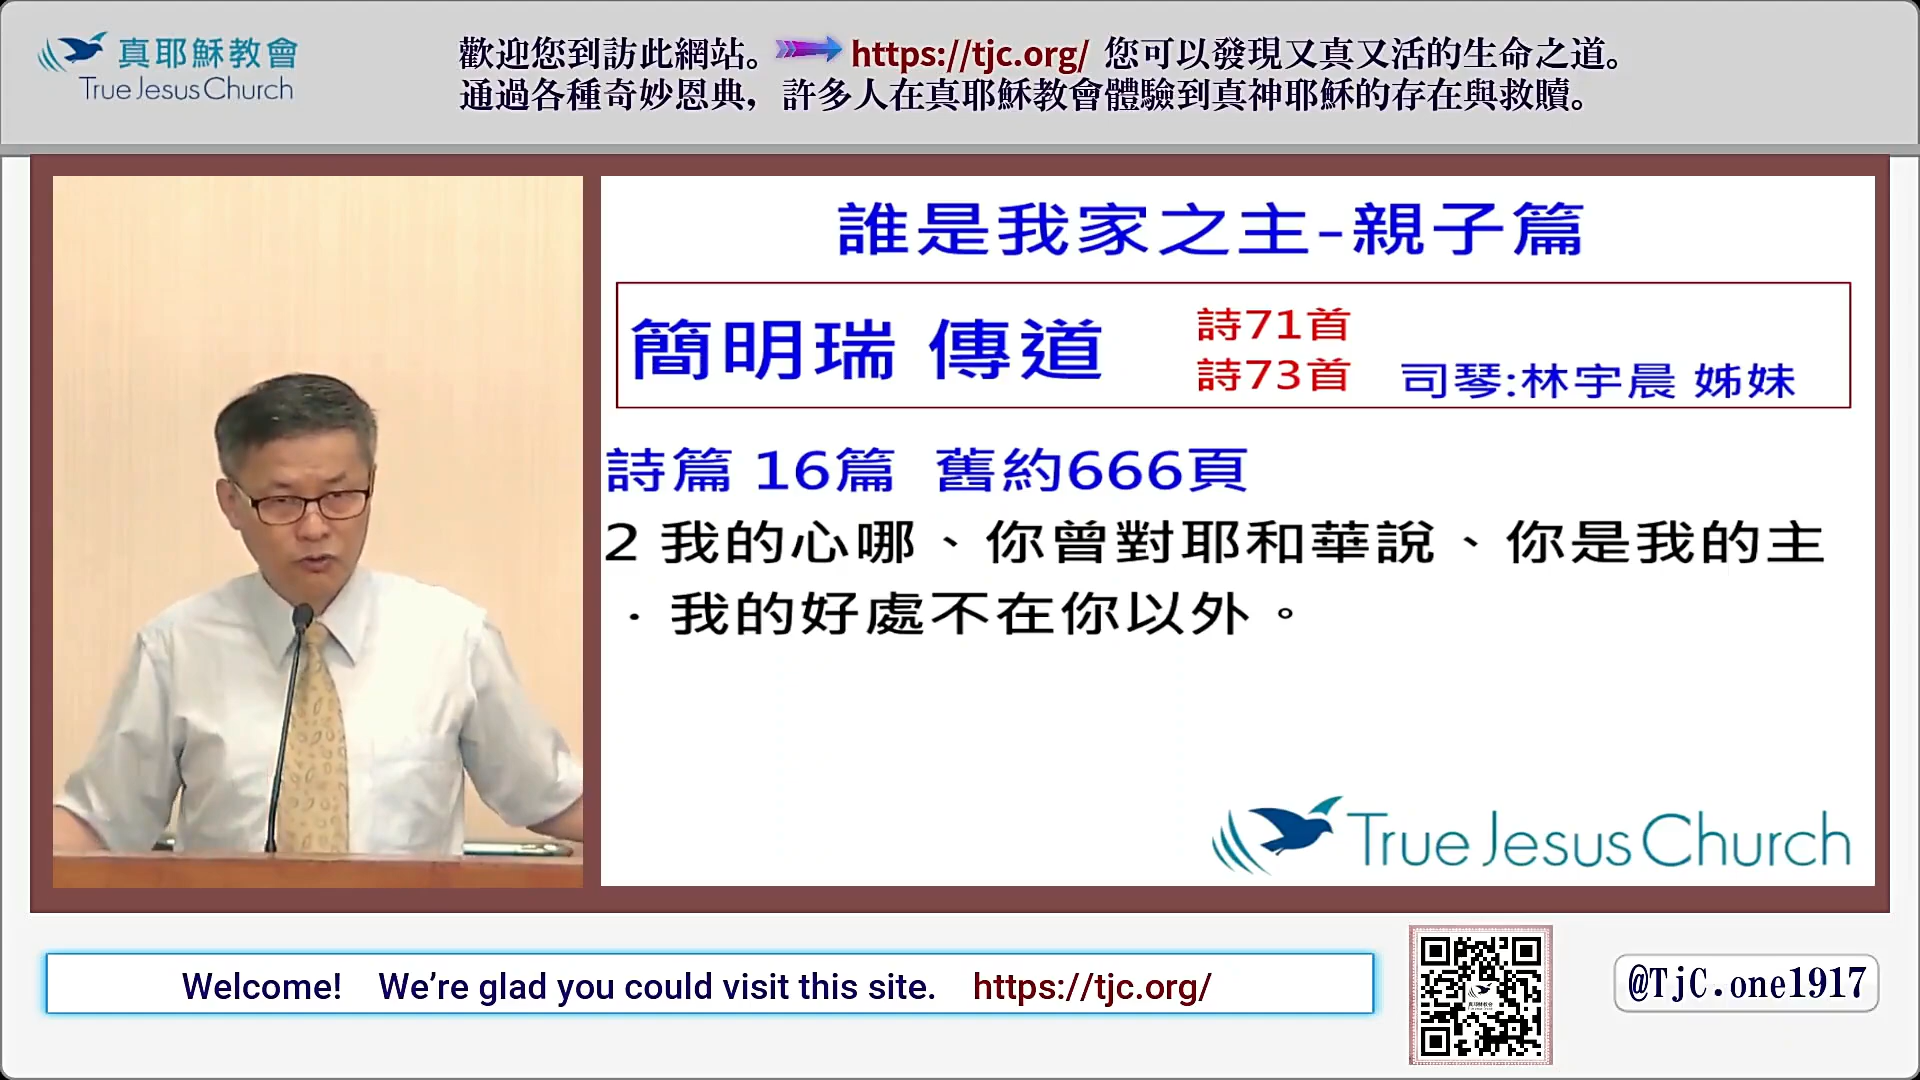 真耶穌教會
True Jesus Church
歡迎您到訪此網站。 https://tjc.org/ 您可以發現又真又活的生命之道。
通過各種奇妙恩典，許多人在真耶穌教會體驗到真神耶穌的存在與救贖。
誰是我家之主-親子篇
簡明瑞 傳道
詩71首
詩73首
司琴:林宇晨 姊妹
詩篇 16篇 舊約666頁
2 我的心哪、你曾對耶和華說、你是我的主
．我的好處不在你以外。
True Jesus Church
Welcome! We’re glad you could visit this site. https://tjc.org/
@TjC.one1917